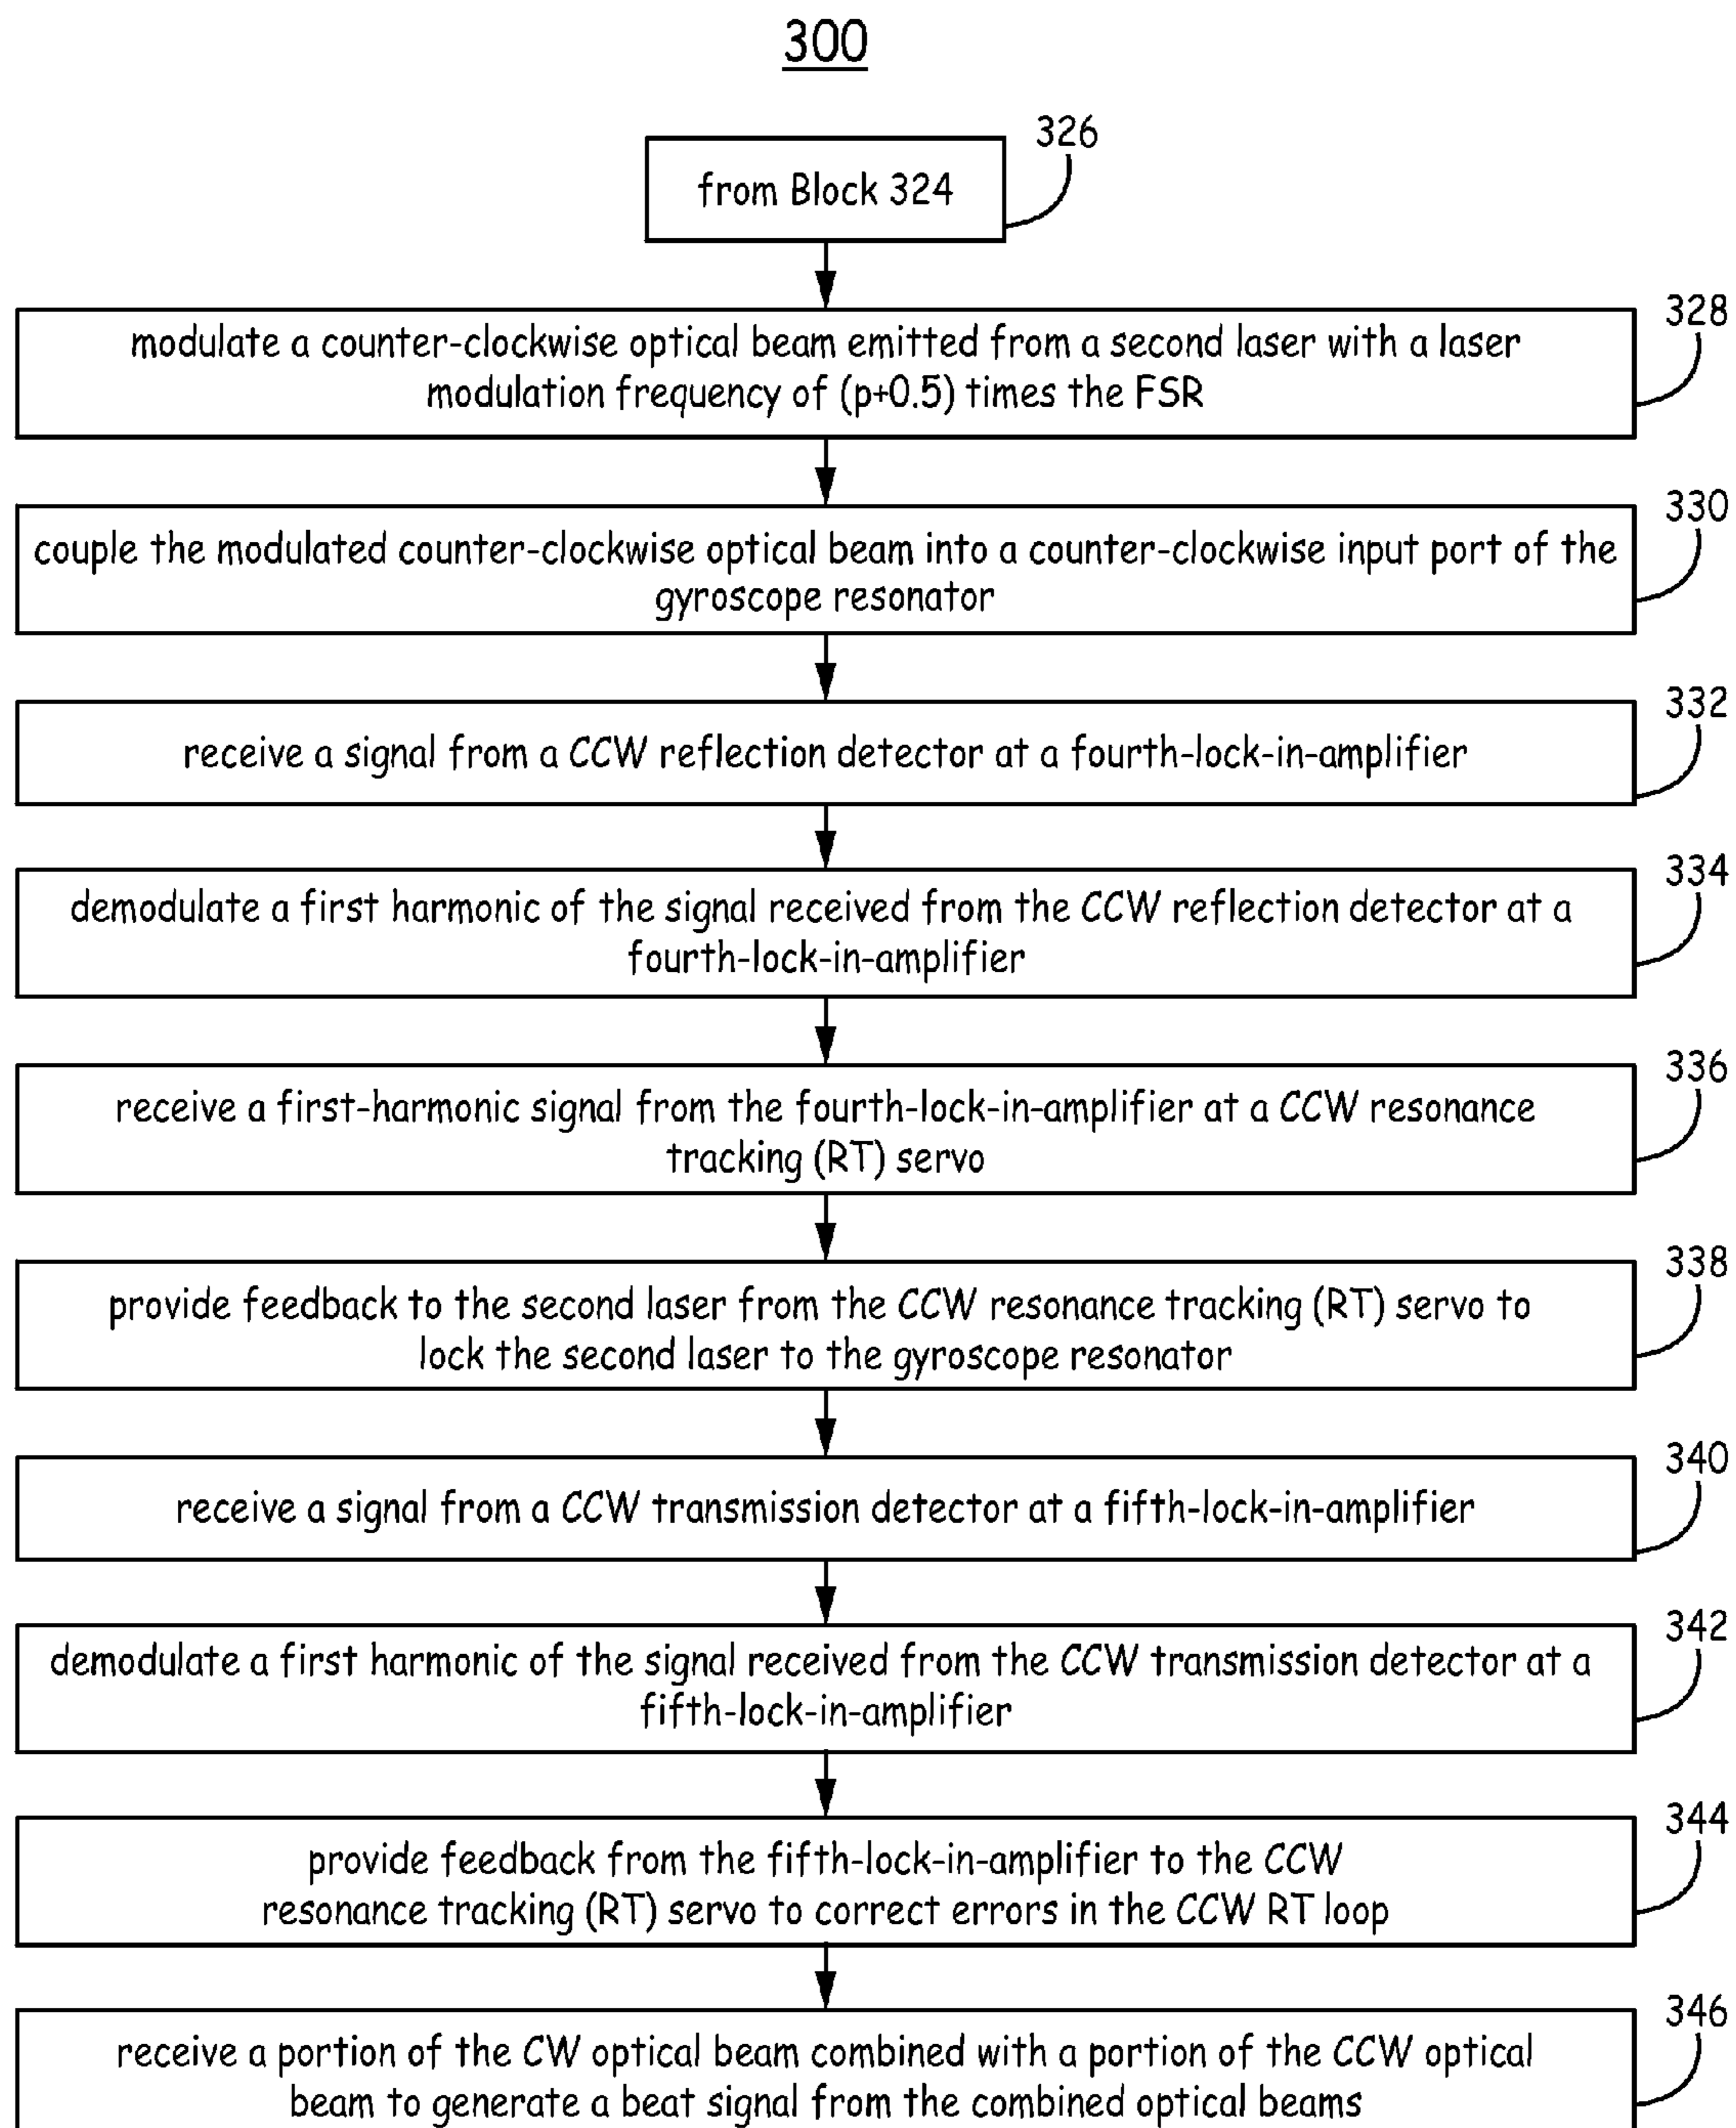 300
326
from Block 324
328
modulate a counter-clockwise optical beam emitted from a second laser with a laser
modulation frequency of (p+0.5) times the FSR
330
couple the modulated counter-clockwise optical beam into a counter-clockwise input port of the
gyroscope resonator
332
receive a signal from a CCW reflection detector at a fourth-lock-in-amplifier
334
demodulate a first harmonic of the signal received from the CCW reflection detector at a
fourth-lock-in-amplifier
336
receive a first-harmonic signal from the fourth-lock-in-amplifier at a CCW resonance
tracking (RT) servo
338
provide feedback to the second laser from the CCW resonance tracking (RT) servo to
lock the second laser to the gyroscope resonator
340
receive a signal from a CCW transmission detector at a fifth-lock-in-amplifier
342
demodulate a first harmonic of the signal received from the CCW transmission detector at a
fifth-lock-in-amplifier
344
provide feedback from the fifth-lock-in-amplifier to the CCW
resonance tracking (RT) servo to correct errors in the CCW RT loop
346
receive a portion of the CW optical beam combined with a portion of the CCW optical
beam to generate a beat signal from the combined optical beams